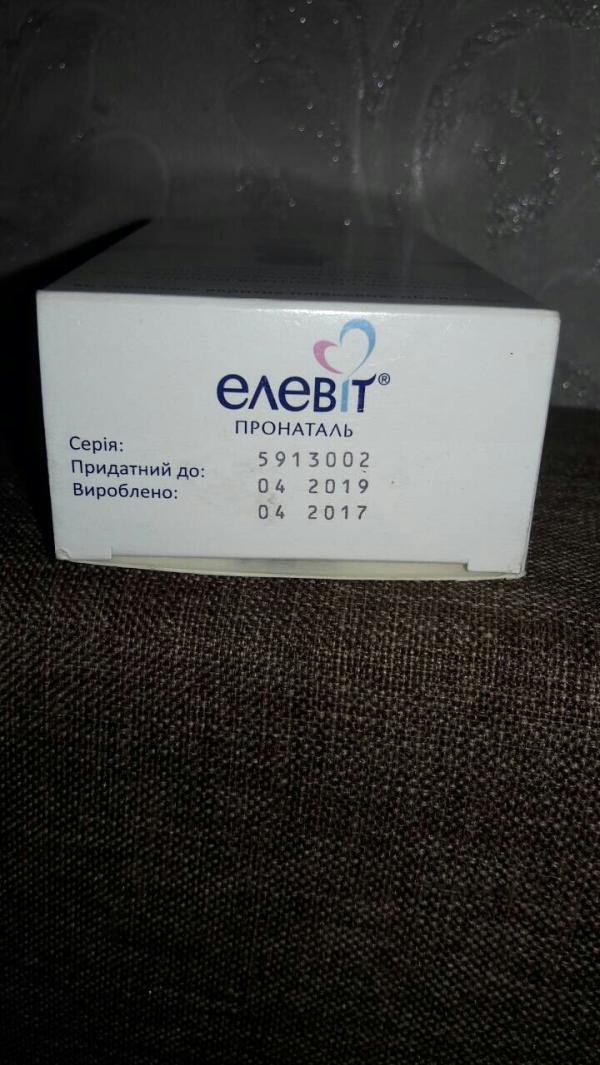 елевіт®
ПРОНАТАЛЬ
Серія: 5913002
Придатний до: 04 2019
Вироблено: 04 2017